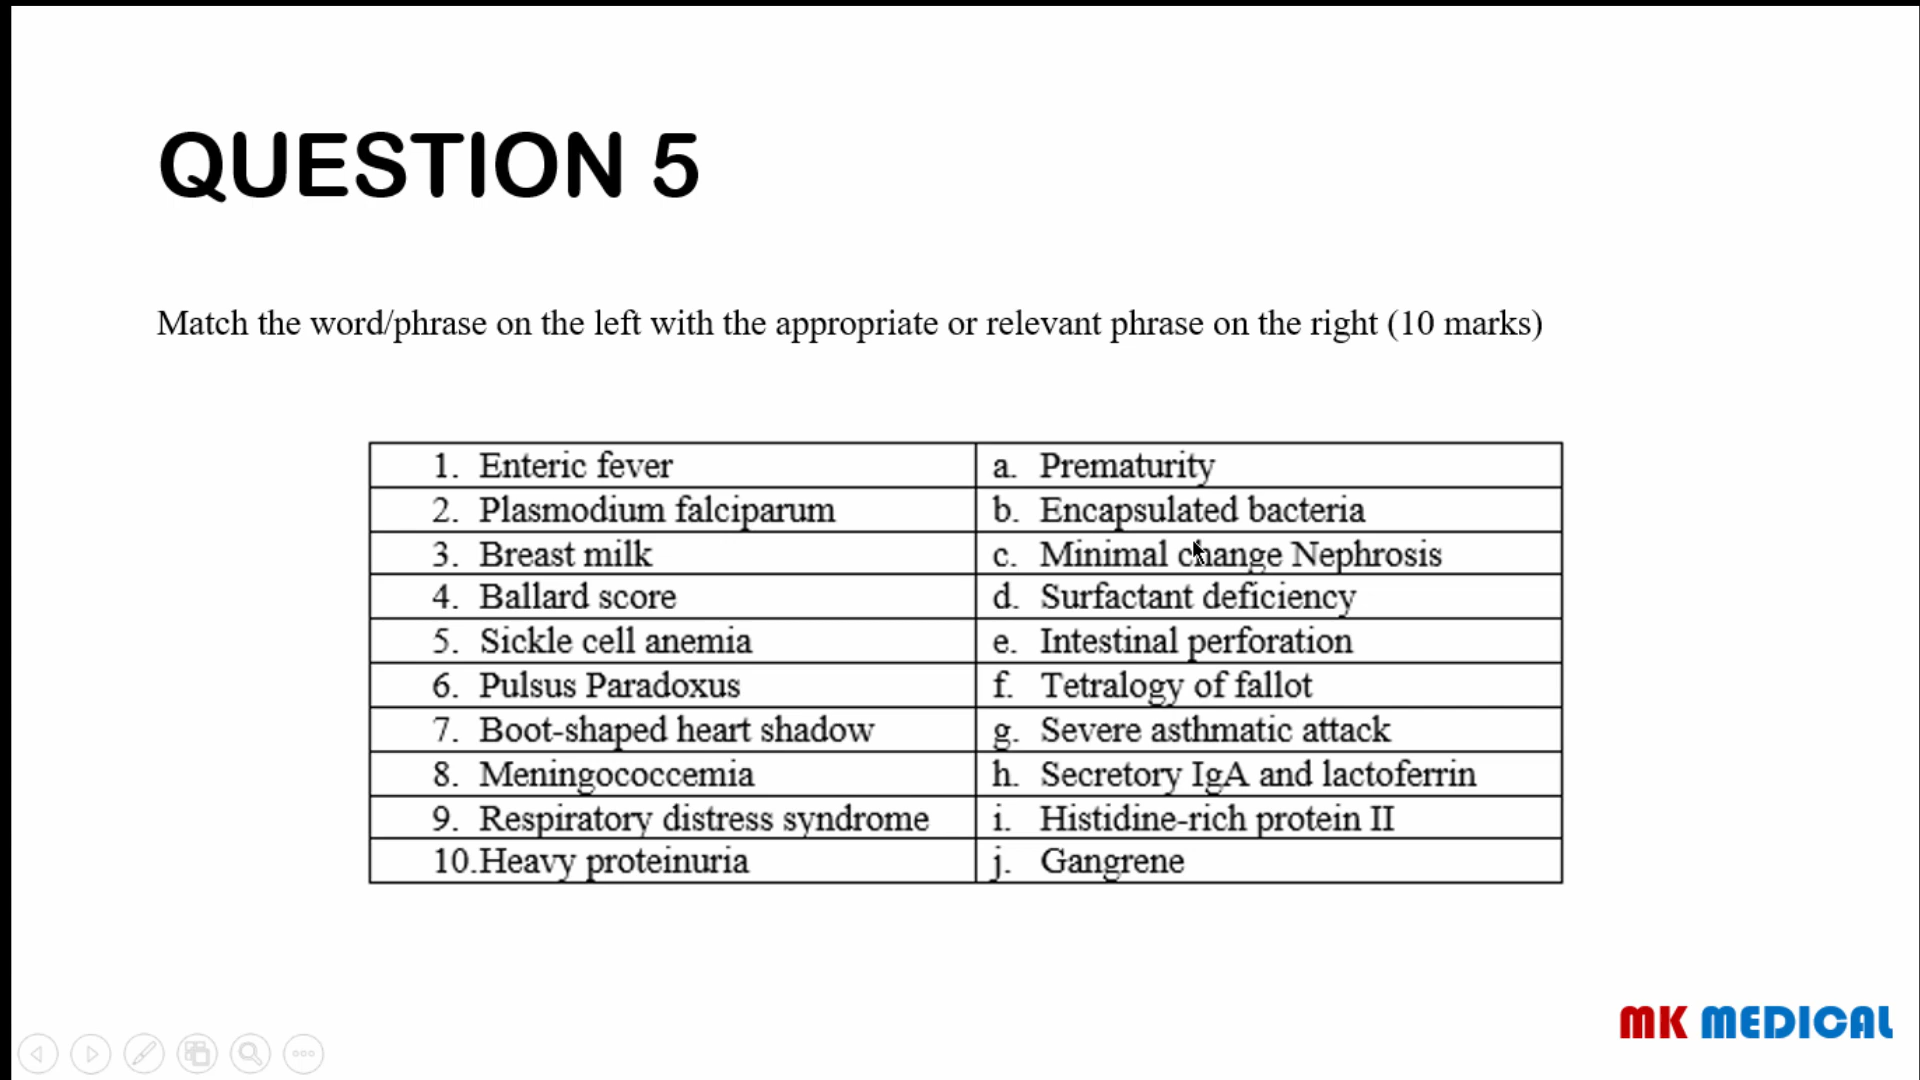 QUESTION 5
Match the word/phrase on the left with the appropriate or relevant phrase on the right (10 marks)
1. Enteric fever a. Prematurity
2. Plasmodium falciparum b. Encapsulated bacteria
3. Breast milk c. Minimal change Nephrosis
4. Ballard score d. Surfactant deficiency
5. Sickle cell anemia e. Intestinal perforation
6. Pulsus Paradoxus f. Tetralogy of fallot
7. Boot-shaped heart shadow g. Severe asthmatic attack
8. Meningococcemia h. Secretory IgA and lactoferrin
9. Respiratory distress syndrome i. Histidine-rich protein II
10.Heavy proteinuria j. Gangrene
MK MEDICAL